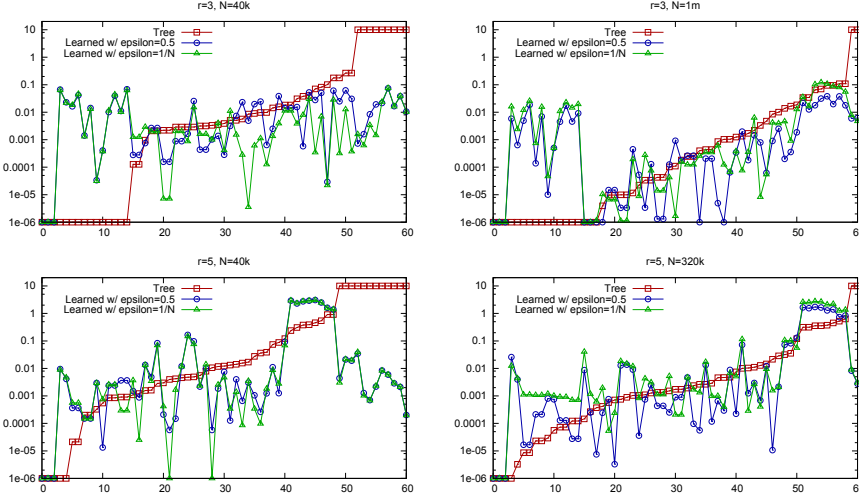 r=3, N=40k
10
1
0.1
0.01
0.001
0.0001
1e-05
1e-06
0 10 20 30 40 50 60
Tree
Learned w/ epsilon=0.5
Learned w/ epsilon=1/N
r=3, N=1m
10
1
0.1
0.01
0.001
0.0001
1e-05
1e-06
0 10 20 30 40 50 60
Tree
Learned w/ epsilon=0.5
Learned w/ epsilon=1/N
r=5, N=40k
10
1
0.1
0.01
0.001
0.0001
1e-05
1e-06
0 10 20 30 40 50 60
Tree
Learned w/ epsilon=0.5
Learned w/ epsilon=1/N
r=5, N=320k
10
1
0.1
0.01
0.001
0.0001
1e-05
1e-06
0 10 20 30 40 50 60
Tree
Learned w/ epsilon=0.5
Learned w/ epsilon=1/N